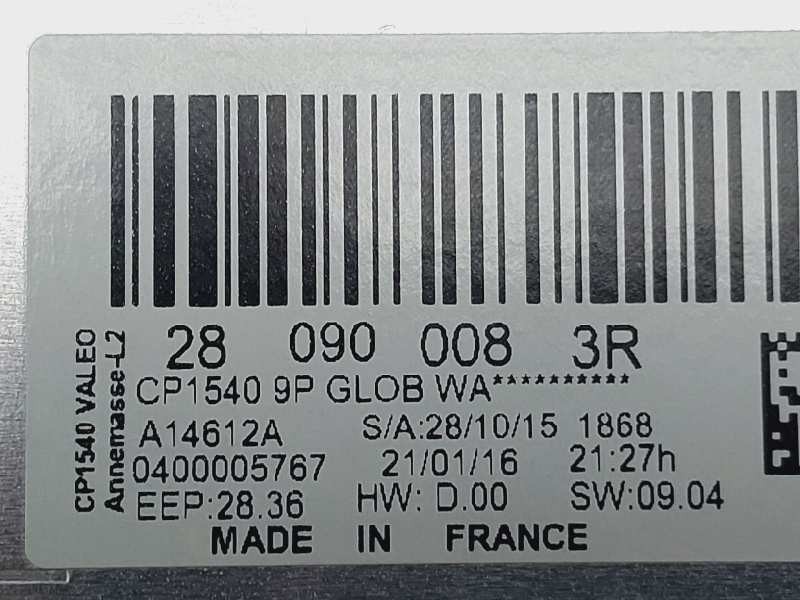 28 090 008 3R
CP1540 9P GLOB WA**********
A14612A S/A:28/10/15 1868
0400005767 21/01/16 21:27h
EEP:28.36 HW: D.00 SW:09.04
MADE IN FRANCE
CP1540 VALEO
Annemasse-L2